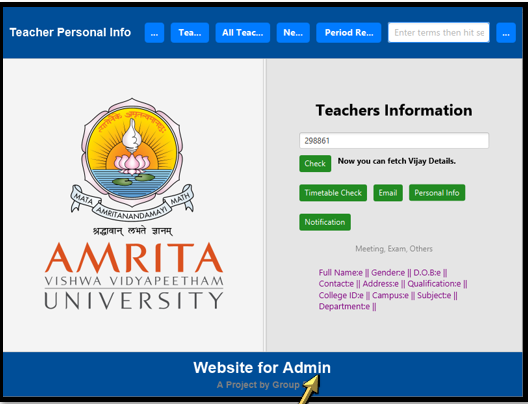 Teacher Personal Info ... Tea... All Teac... Ne... Period Re... Enter terms then hit se ...
MATA AMRITANANDAMAYI MATH
श्रद्धावान् लभते ज्ञानम्
AMRITA
VISHWA VIDYAPEETHAM
UNIVERSITY
Teachers Information
298861
Check Now you can fetch Vijay Details.
Timetable Check Email Personal Info
Notification
Meeting, Exam, Others
Full Name:e || Gender:e || D.O.B:e ||
Contact:e || Address:e || Qualification:e ||
College ID:e || Campus:e || Subject:e ||
Department:e ||
Website for Admin
A Project by Group